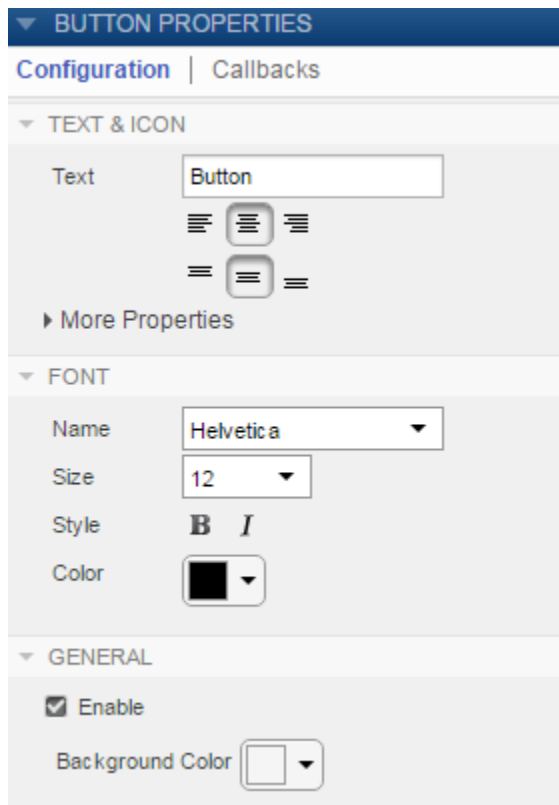 BUTTON PROPERTIES
Configuration | Callbacks
TEXT & ICON
Text Button
More Properties
FONT
Name Helvetica
Size 12
Style B I
Color
GENERAL
Enable
Background Color